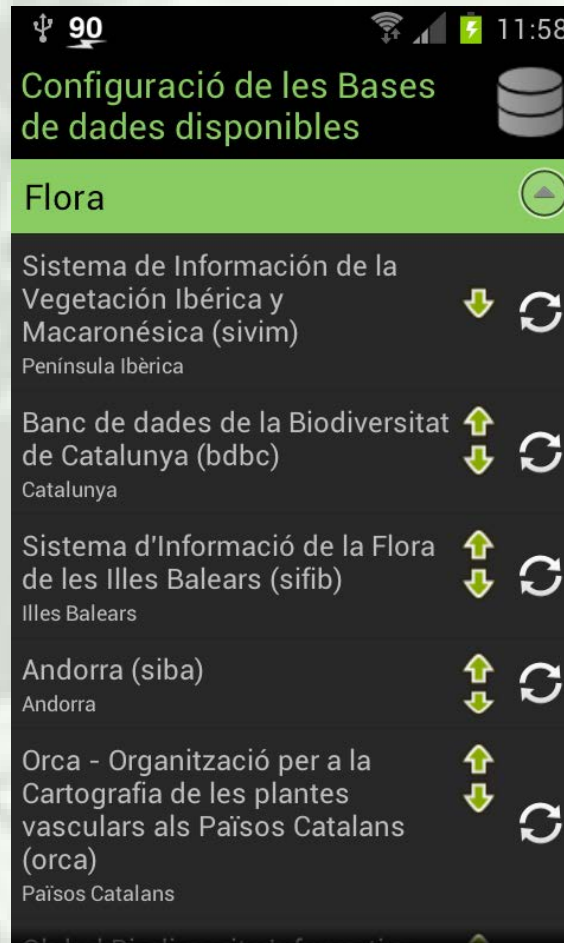 90
11:58
Configuració de les Bases
de dades disponibles
Flora
Sistema de Información de la
Vegetación Ibérica y
Macaronésica (sivim)
Península Ibèrica
Banc de dades de la Biodiversitat
de Catalunya (bdbc)
Catalunya
Sistema d'Informació de la Flora
de les Illes Balears (sifib)
Illes Balears
Andorra (siba)
Andorra
Orca - Organització per a la
Cartografia de les plantes
vasculars als Països Catalans
(orca)
Països Catalans